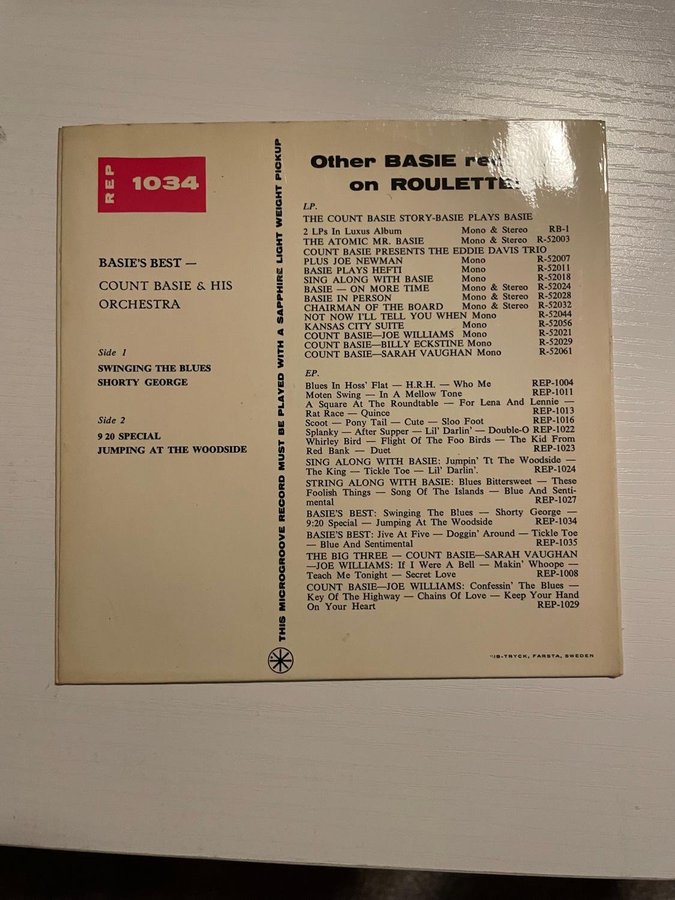 REP 1034
BASIE'S BEST —
COUNT BASIE & HIS
ORCHESTRA
Side 1
SWINGING THE BLUES
SHORTY GEORGE
Side 2
9 20 SPECIAL
JUMPING AT THE WOODSIDE
THIS MICROGROOVE RECORD MUST BE PLAYED WITH A SAPPHIRE LIGHT WEIGHT PICKUP
Other BASIE
on ROULETTE:
LP.
THE COUNT BASIE STORY-BASIE PLAYS BASIE
2 LPs In Luxus Album Mono & Stereo RB-1
THE ATOMIC MR. BASIE Mono & Stereo R-52003
COUNT BASIE PRESENTS THE EDDIE DAVIS TRIO
PLUS JOE NEWMAN Mono R-52007
BASIE PLAYS HEFTI Mono R-52011
SING ALONG WITH BASIE Mono R-52018
BASIE — ON MORE TIME Mono & Stereo R-52024
BASIE IN PERSON Mono & Stereo R-52028
CHAIRMAN OF THE BOARD Mono & Stereo R-52032
NOT NOW I'LL TELL YOU WHEN Mono R-52044
KANSAS CITY SUITE Mono R-52056
COUNT BASIE—JOE WILLIAMS Mono R-52021
COUNT BASIE—BILLY ECKSTINE Mono R-52029
COUNT BASIE—SARAH VAUGHAN Mono R-52061
EP.
Blues In Hoss' Flat — H.R.H. — Who Me REP-1004
Moten Swing — In A Mellow Tone REP-1011
A Square At The Roundtable — For Lena And Lennie —
Rat Race — Quince REP-1013
Scoot — Pony Tail — Cute — Sloo Foot REP-1016
Splanky — After Supper — Lil' Darlin' — Double-O REP-1022
Whirley Bird — Flight Of The Foo Birds — The Kid From
Red Bank — Duet REP-1023
SING ALONG WITH BASIE: Jumpin' Tt The Woodside —
The King — Tickle Toe — Lil' Darlin'. REP-1024
STRING ALONG WITH BASIE: Blues Bittersweet — These
Foolish Things — Song Of The Islands — Blue And Senti-
mental REP-1027
BASIE'S BEST: Swinging The Blues — Shorty George —
9:20 Special — Jumping At The Woodside REP-1034
BASIE'S BEST: Jive At Five — Doggin' Around — Tickle Toe
— Blue And Sentimental REP-1035
THE BIG THREE — COUNT BASIE—SARAH VAUGHAN
—JOE WILLIAMS: If I Were A Bell — Makin' Whoope —
Teach Me Tonight — Secret Love REP-1008
COUNT BASIE—JOE WILLIAMS: Confessin' The Blues —
Key Of The Highway — Chains Of Love — Keep Your Hand
On Your Heart REP-1029
FARSTA, SWEDEN